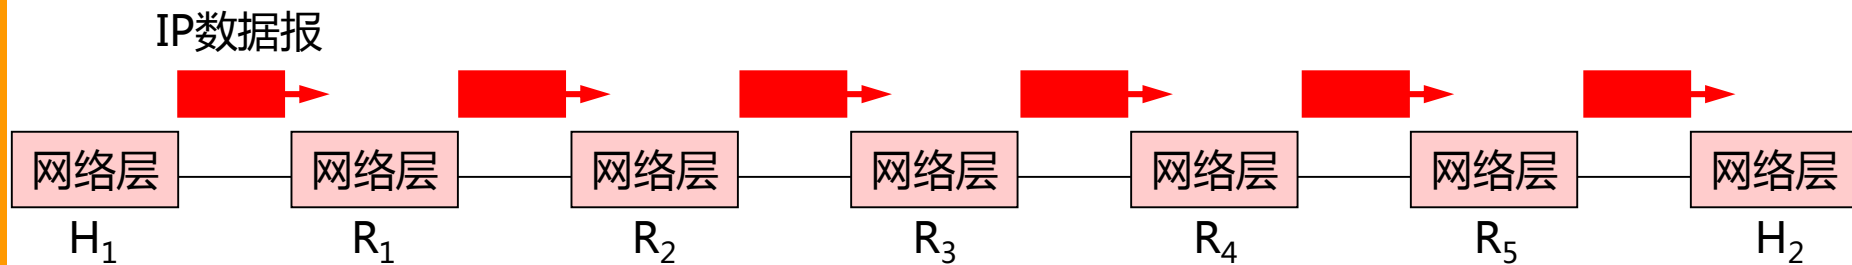 IP数据报
网络层 网络层 网络层 网络层 网络层 网络层 网络层
H₁ R₁ R₂ R₃ R₄ R₅ H₂